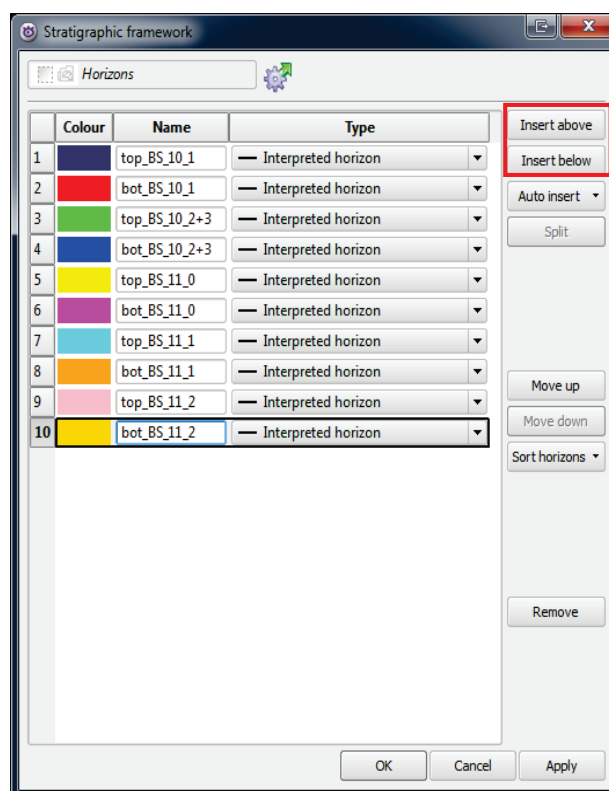 Stratigraphic framework
Horizons
Colour Name Type
1 top_BS_10_1 Interpreted horizon
2 bot_BS_10_1 Interpreted horizon
3 top_BS_10_2+3 Interpreted horizon
4 bot_BS_10_2+3 Interpreted horizon
5 top_BS_11_0 Interpreted horizon
6 bot_BS_11_0 Interpreted horizon
7 top_BS_11_1 Interpreted horizon
8 bot_BS_11_1 Interpreted horizon
9 top_BS_11_2 Interpreted horizon
10 bot_BS_11_2 Interpreted horizon
Insert above
Insert below
Auto insert
Split
Move up
Move down
Sort horizons
Remove
OK Cancel Apply